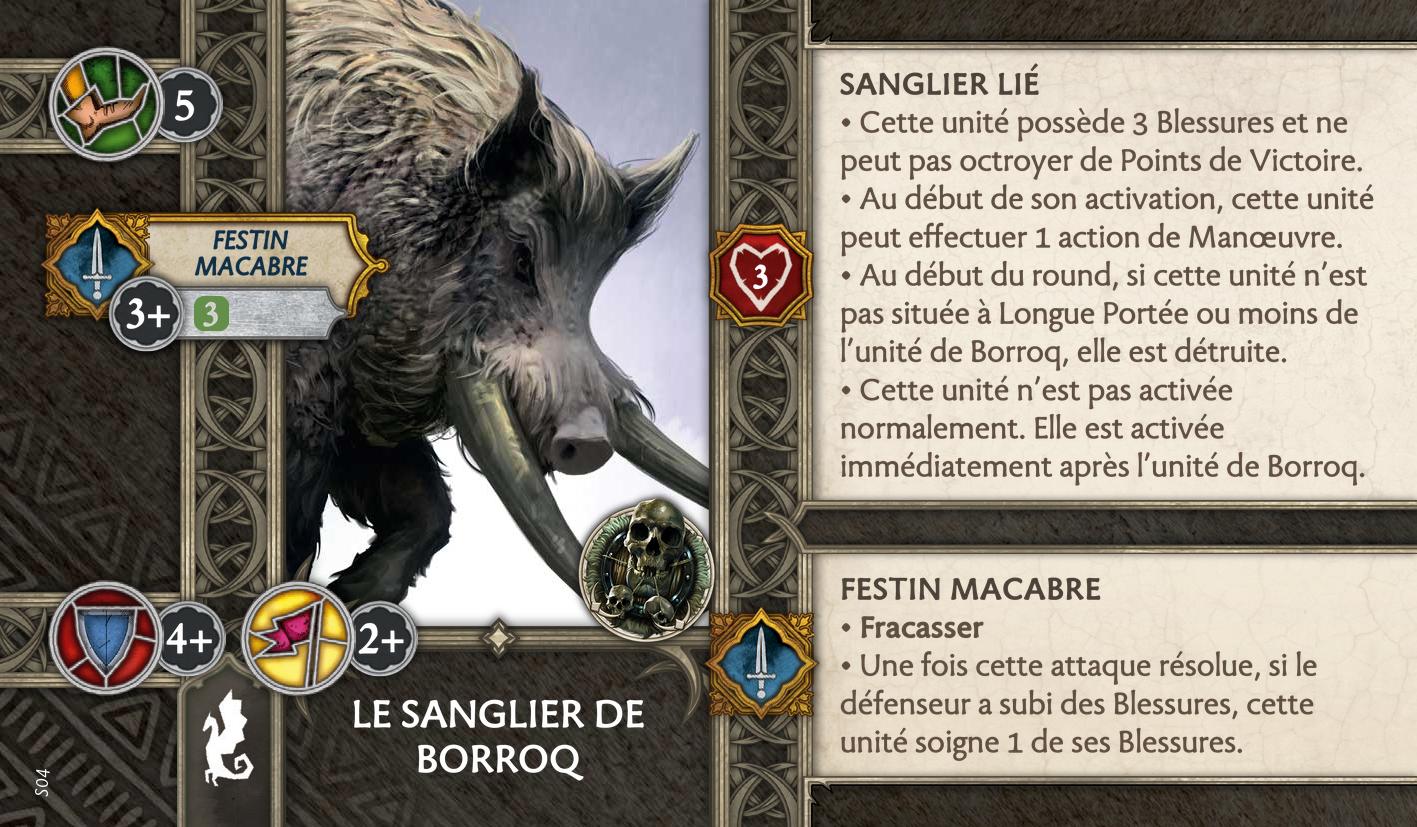 5
FESTIN
MACABRE
3+ 3
3
4+ 2+
LE SANGLIER DE
BORROQ
S04
SANGLIER LIÉ
• Cette unité possède 3 Blessures et ne
peut pas octroyer de Points de Victoire.
• Au début de son activation, cette unité
peut effectuer 1 action de Manœuvre.
• Au début du round, si cette unité n’est
pas située à Longue Portée ou moins de
l’unité de Borroq, elle est détruite.
• Cette unité n’est pas activée
normalement. Elle est activée
immédiatement après l’unité de Borroq.
FESTIN MACABRE
• Fracasser
• Une fois cette attaque résolue, si le
défenseur a subi des Blessures, cette
unité soigne 1 de ses Blessures.